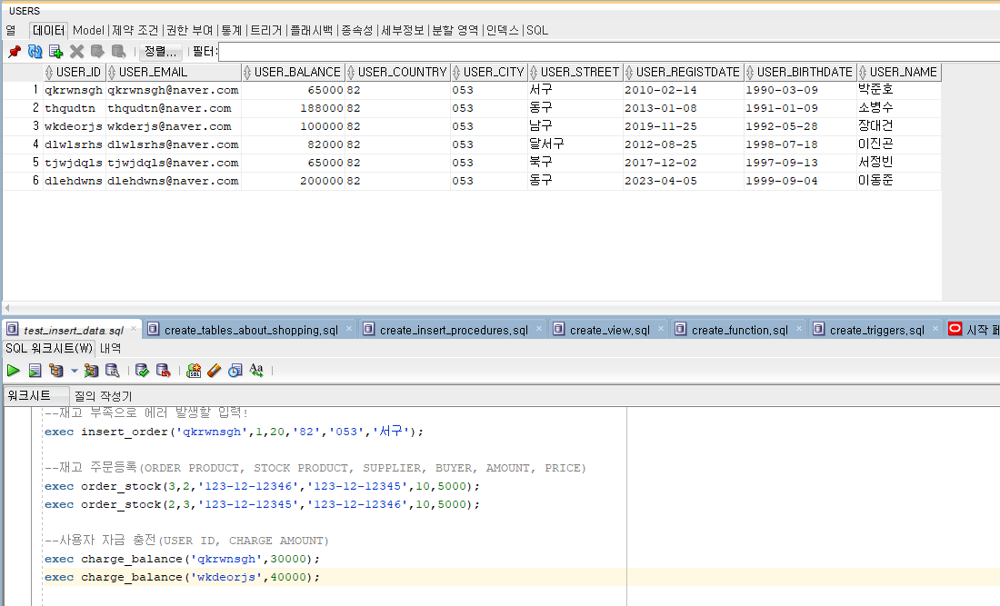 USERS
열 데이터 Model 제약 조건 권한 부여 통계 트리거 플래시백 종속성 세부정보 분할 영역 인덱스 SQL
정렬... 필터:
USER_ID USER_EMAIL USER_BALANCE USER_COUNTRY USER_CITY USER_STREET USER_REGISTDATE USER_BIRTHDATE USER_NAME
1 qkrwnsgh qkrwnsgh@naver.com 65000 82 053 서구 2010-02-14 1990-03-09 박준호
2 thqudtn thqudtn@naver.com 188000 82 053 동구 2013-01-08 1991-01-09 소병수
3 wkdeorjs wkderjs@naver.com 100000 82 053 남구 2019-11-25 1992-05-28 장대건
4 dlwlsrhs dlwlsrhs@naver.com 82000 82 053 달서구 2012-08-25 1998-07-18 이진곤
5 tjwjdqls tjwjdqls@naver.com 65000 82 053 북구 2017-12-02 1997-09-13 서정빈
6 dlehdwns dlehdwns@naver.com 200000 82 053 동구 2023-04-05 1999-09-04 이동준
test_insert_data.sql create_tables_about_shopping.sql create_insert_procedures.sql create_view.sql create_function.sql create_triggers.sql 시작 페
SQL 워크시트(W) 내역
워크시트 질의 작성기
--재고 부족으로 에러 발생할 입력!
exec insert_order('qkrwnsgh',1,20,'82','053','서구');
--재고 주문등록(ORDER PRODUCT, STOCK PRODUCT, SUPPLIER, BUYER, AMOUNT, PRICE)
exec order_stock(3,2,'123-12-12346','123-12-12345',10,5000);
exec order_stock(2,3,'123-12-12345','123-12-12346',10,5000);
--사용자 자금 충전(USER ID, CHARGE AMOUNT)
exec charge_balance('qkrwnsgh',30000);
exec charge_balance('wkdeorjs',40000);